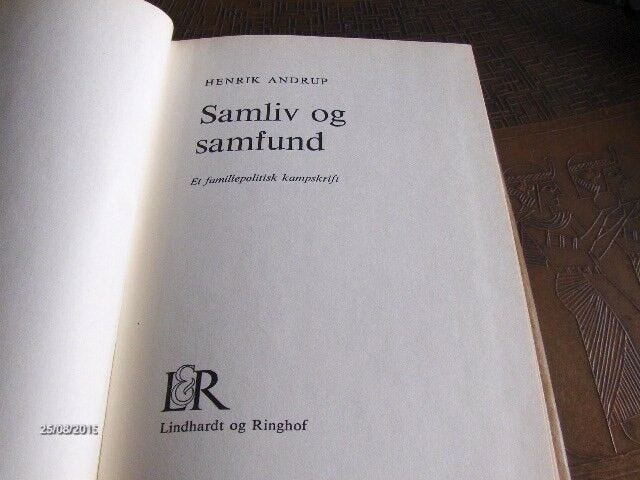 HENRIK ANDRUP
Samliv og
samfund
Et familiepolitisk kampskrift
L&R
Lindhardt og Ringhof
25/08/2015